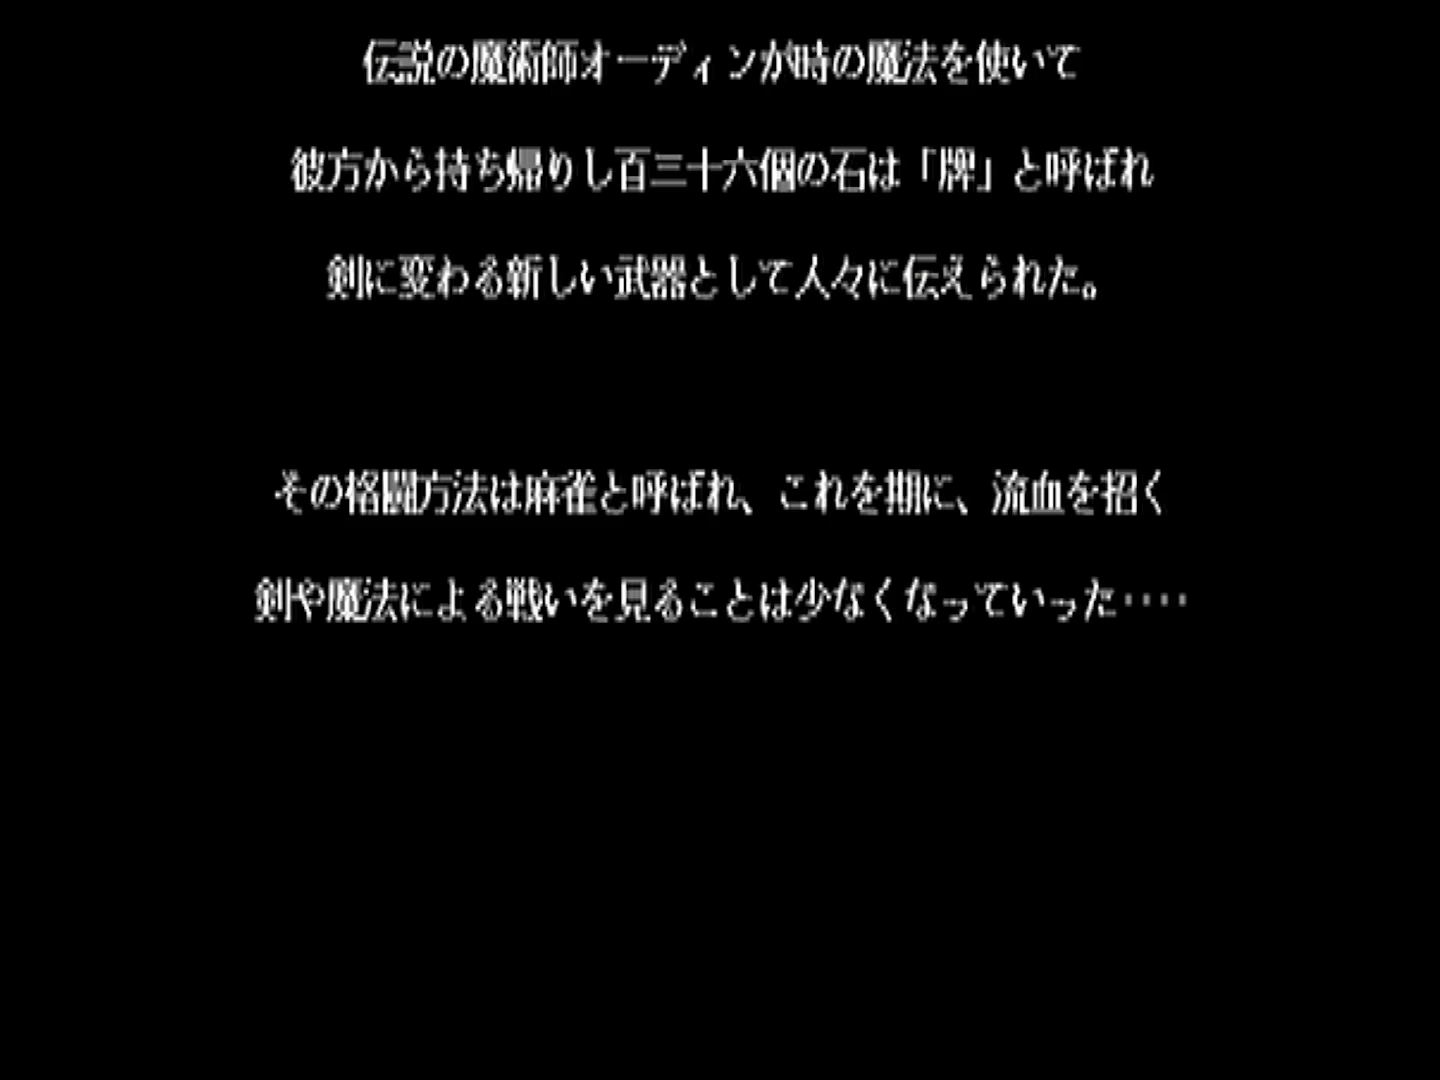 伝説の魔術師オーディンが時の魔法を使いて
彼方から持ち帰りし百三十六個の石は「牌」と呼ばれ
剣に変わる新しい武器として人々に伝えられた。
その格闘方法は麻雀と呼ばれ、これを期に、流血を招く
剣や魔法による戦いを見ることは少なくなっていった‥‥